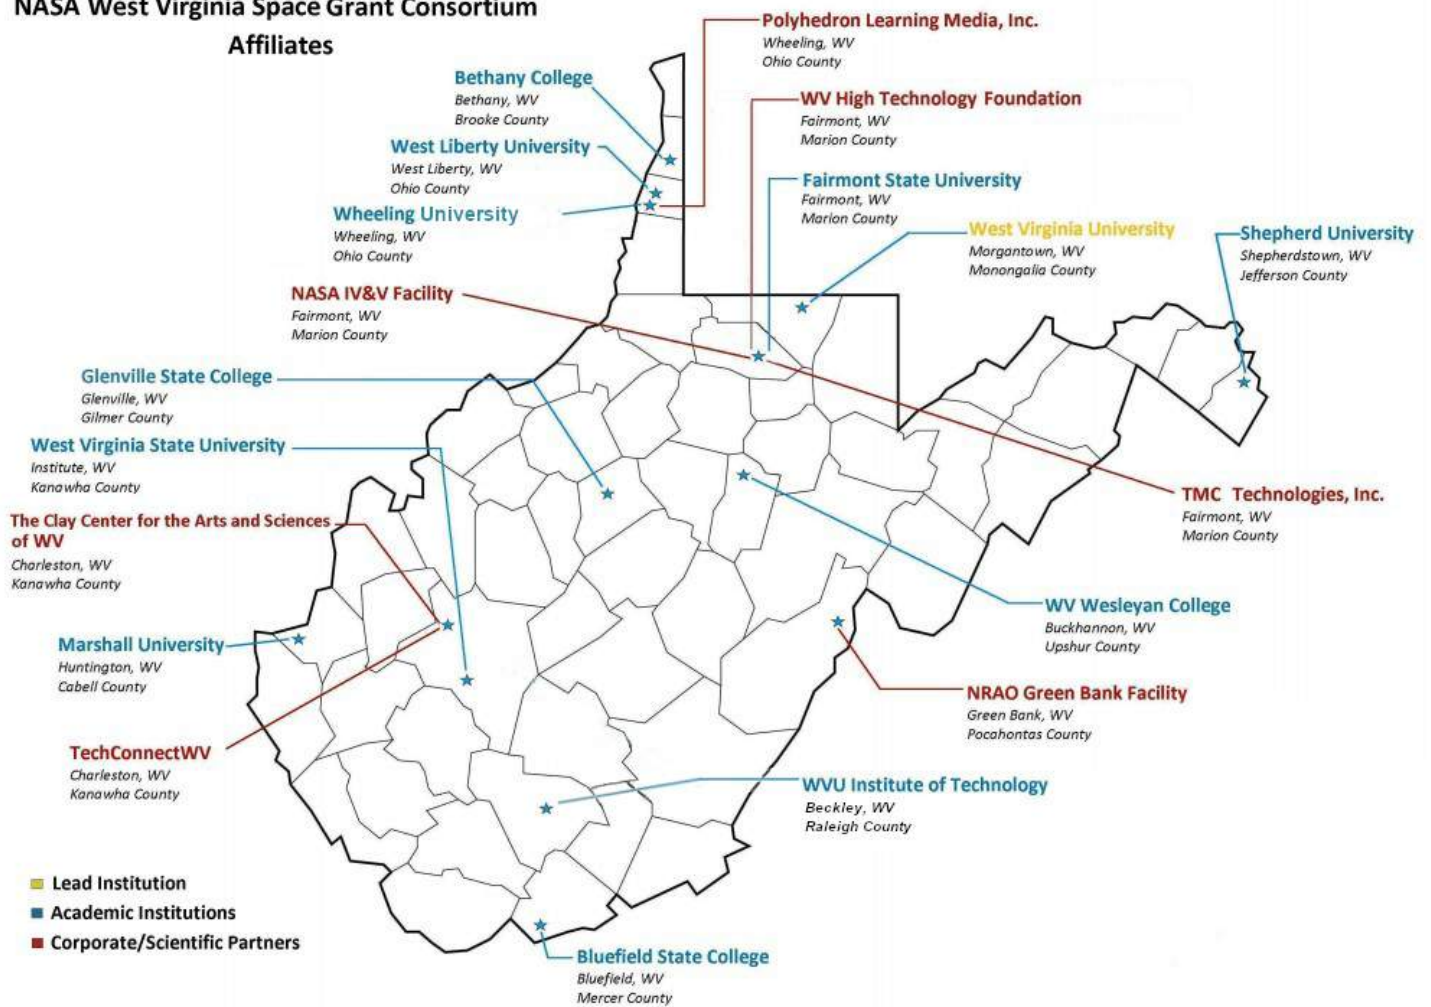 NASA West Virginia Space Grant Consortium
Affiliates
Polyhedron Learning Media, Inc.
Wheeling, WV
Ohio County
Bethany College
Bethany, WV
Brooke County
WV High Technology Foundation
Fairmont, WV
Marion County
West Liberty University
West Liberty, WV
Ohio County
Fairmont State University
Fairmont, WV
Marion County
Wheeling University
Wheeling, WV
Ohio County
West Virginia University
Morgantown, WV
Monongalia County
Shepherd University
Shepherdstown, WV
Jefferson County
NASA IV&V Facility
Fairmont, WV
Marion County
Glenville State College
Glenville, WV
Gilmer County
West Virginia State University
Institute, WV
Kanawha County
TMC Technologies, Inc.
Fairmont, WV
Marion County
The Clay Center for the Arts and Sciences
of WV
Charleston, WV
Kanawha County
WV Wesleyan College
Buckhannon, WV
Upshur County
Marshall University
Huntington, WV
Cabell County
NRAO Green Bank Facility
Green Bank, WV
Pocahontas County
TechConnectWV
Charleston, WV
Kanawha County
WVU Institute of Technology
Beckley, WV
Raleigh County
Lead Institution
Academic Institutions
Corporate/Scientific Partners
Bluefield State College
Bluefield, WV
Mercer County